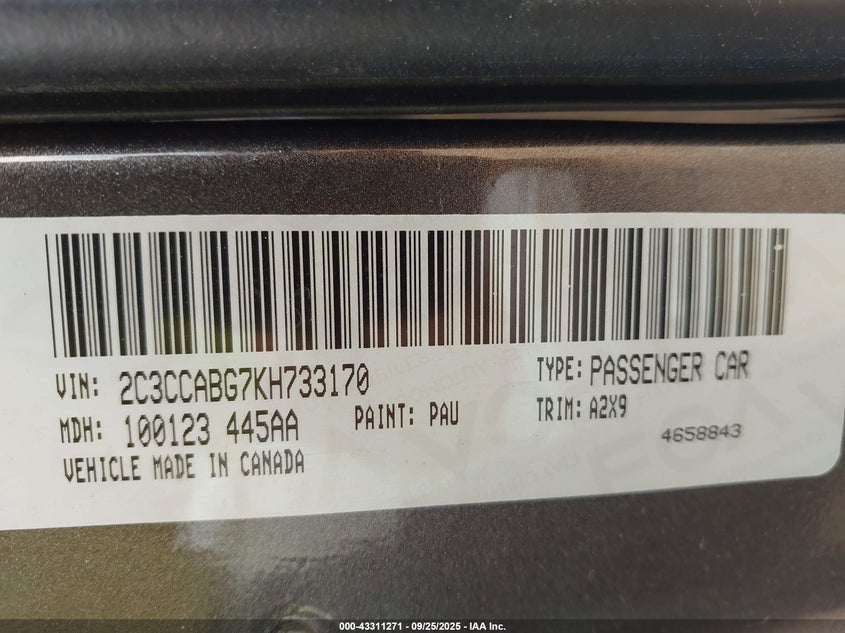 VIN: 2C3CCABG7KH733170
TYPE: PASSENGER CAR
MDH: 100123 445AA
PAINT: PAU
TRIM: A2X9
VEHICLE MADE IN CANADA
4658843
000-43311271 - 09/25/2025 - IAA Inc.